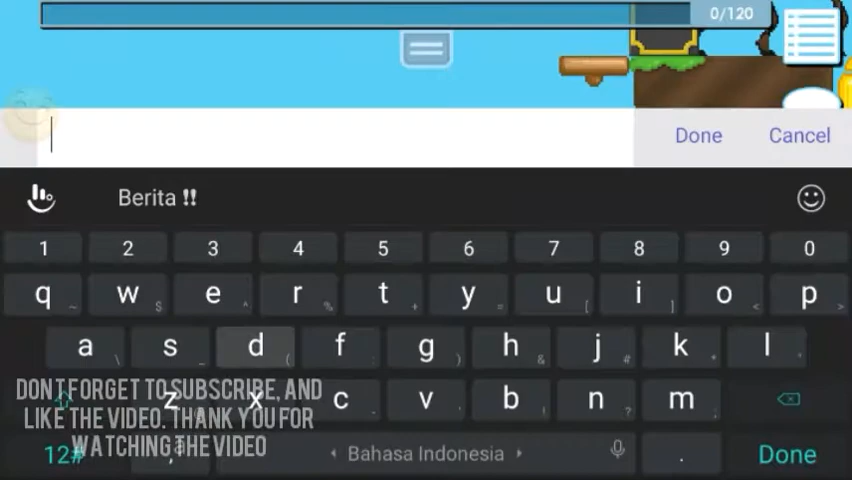 0/120
Done Cancel
Berita !!
1 2 3 4 5 6 7 8 9 0
q w e r t y u i o p
~ $ ^ % + = [ ] < >
a s d f g h j k l
\ _ ( : ) & # * "
DONT FORGET TO SUBSCRIBE, AND
LIKE THE VIDEO. THANK YOU FOR
WATCHING THE VIDEO
z x c v b n m
! ?
12# , Bahasa Indonesia . Done